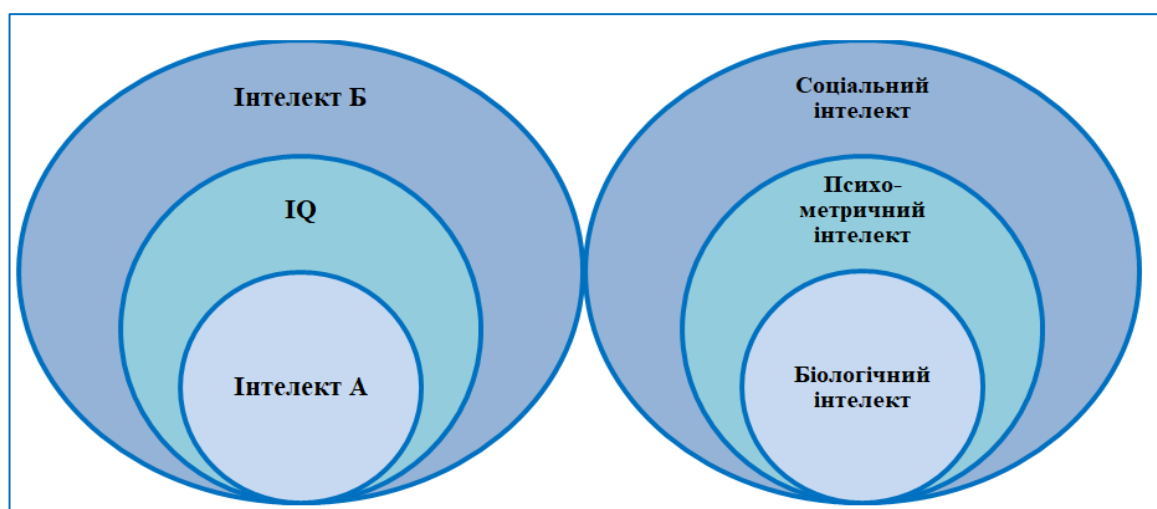 Інтелект Б
IQ
Інтелект А
Соціальний
інтелект
Психо-
метричний
інтелект
Біологічний
інтелект